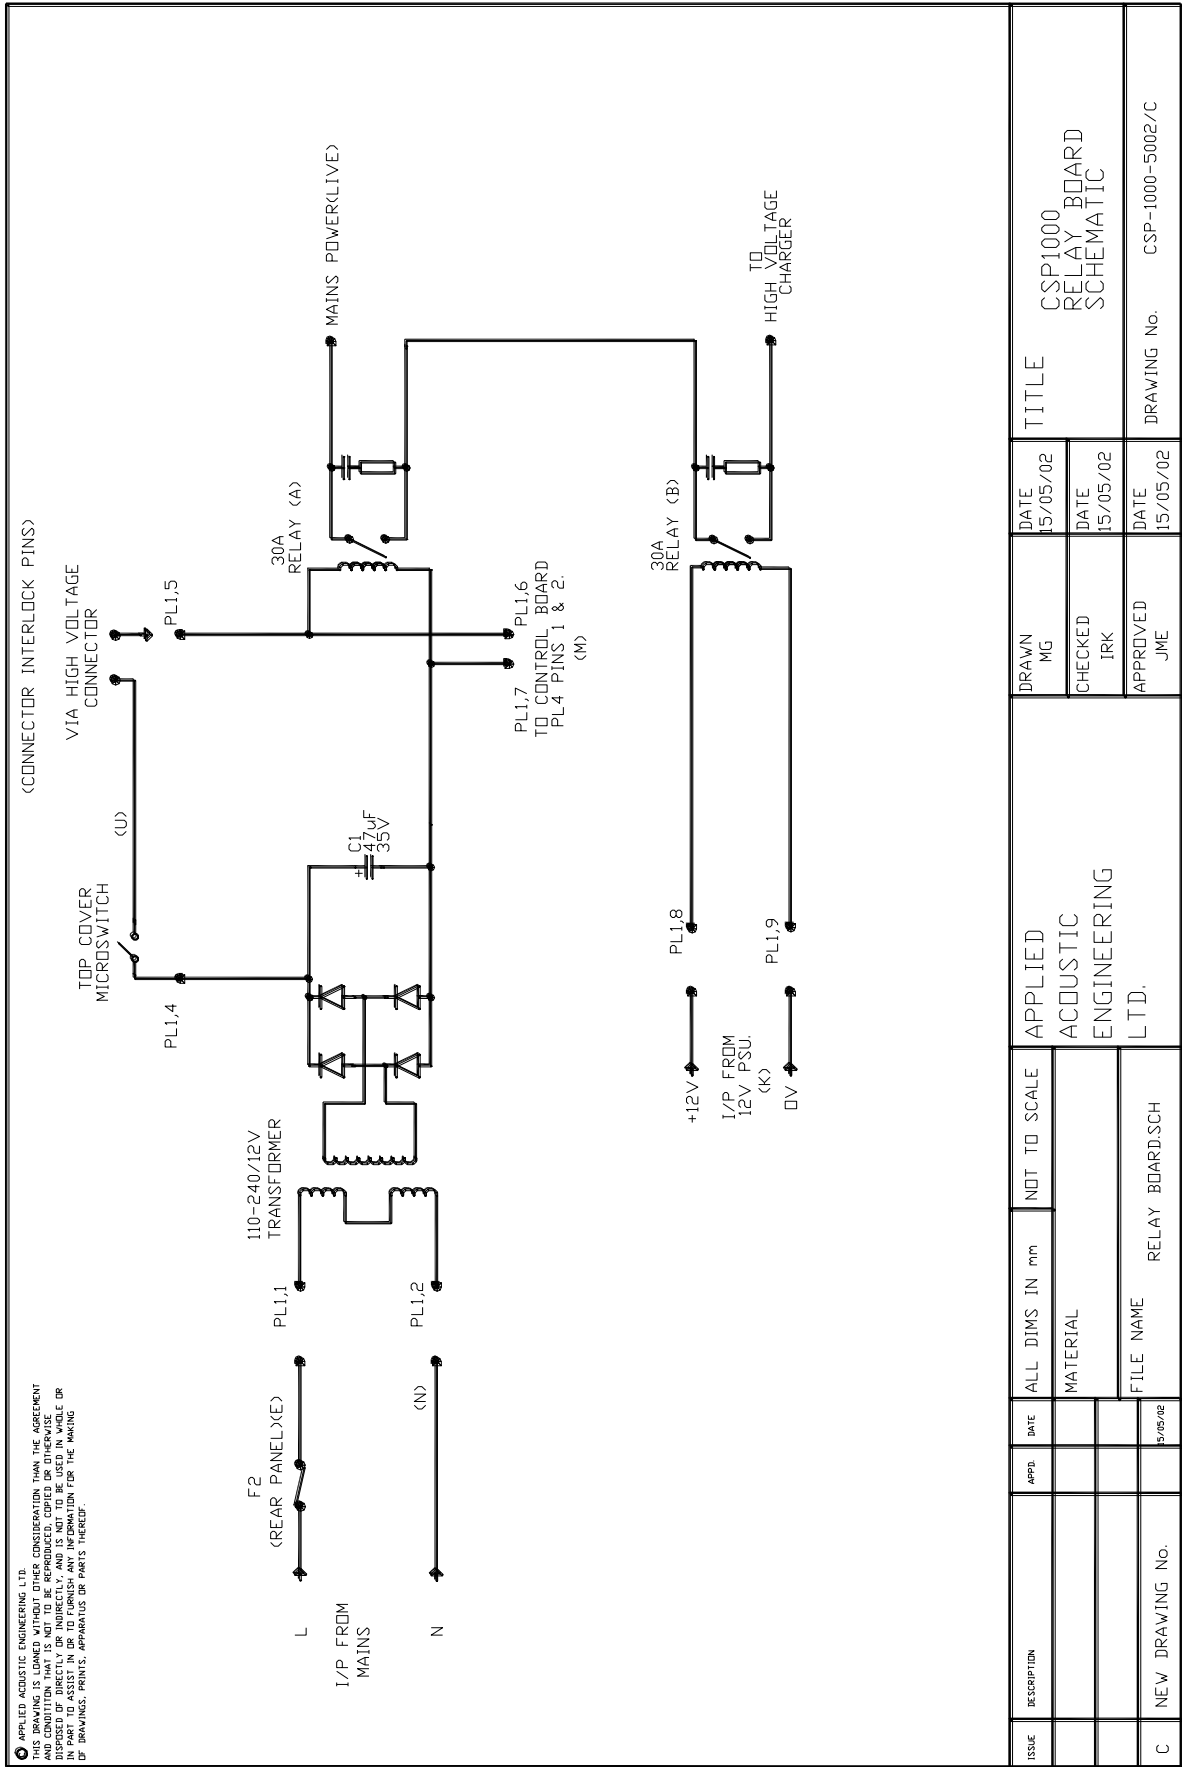 © APPLIED ACOUSTIC ENGINEERING LTD.
THIS DRAWING IS LOANED WITHOUT OTHER CONSIDERATION THAN THE AGREEMENT
AND CONDITITON THAT IS NOT TO BE REPRODUCED, COPIED OR OTHERWISE
DISPOSED OF DIRECTLY OR INDIRECTLY, AND IS NOT TO BE USED IN WHOLE OR
IN PART TO ASSIST IN OR TO FURNISH ANY INFORMATION FOR THE MAKING
OF DRAWINGS, PRINTS, APPARATUS OR PARTS THEREOF.
(CONNECTOR INTERLOCK PINS)
VIA HIGH VOLTAGE
CONNECTOR
TOP COVER
MICROSWITCH
(U)
PL1,4
PL1,5
F2
(REAR PANEL)(E)
PL1,1
110-240/12V
TRANSFORMER
30A
RELAY (A)
MAINS POWER(LIVE)
L
I/P FROM
MAINS
N
(N)
PL1,2
+
C1
47uF
35V
PL1,7
PL1,6
TO CONTROL BOARD
PL4 PINS 1 & 2.
(M)
30A
RELAY (B)
+12V
PL1,8
I/P FROM
12V PSU.
(K)
0V
PL1,9
TO
HIGH VOLTAGE
CHARGER
ISSUE
DESCRIPTION
APPD.
DATE
C
NEW DRAWING No.
15/05/02
ALL DIMS IN mm
NOT TO SCALE
MATERIAL
FILE NAME
RELAY BOARD.SCH
APPLIED
ACOUSTIC
ENGINEERING
LTD.
DRAWN
MG
DATE
15/05/02
CHECKED
IRK
DATE
15/05/02
APPROVED
JME
DATE
15/05/02
TITLE
CSP1000
RELAY BOARD
SCHEMATIC
DRAWING No.
CSP-1000-5002/C